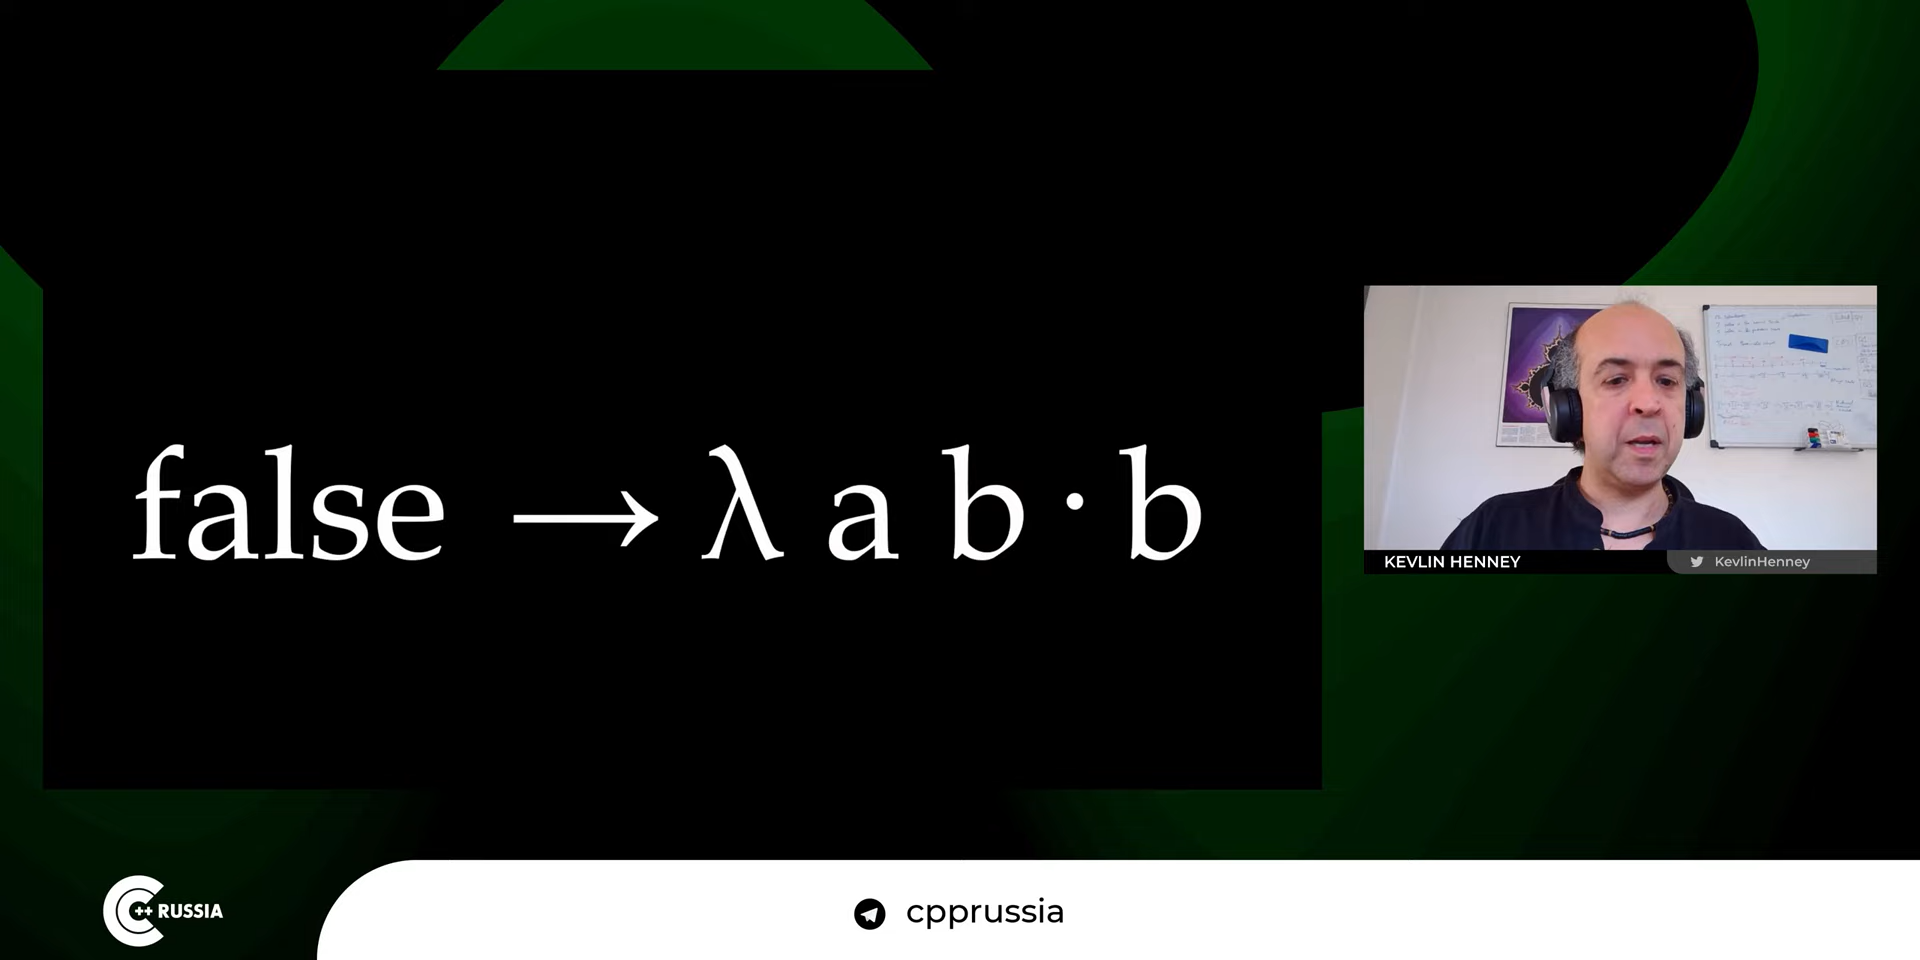 false → λ a b · b
KEVLIN HENNEY
KevlinHenney
C++ RUSSIA
cpprussia